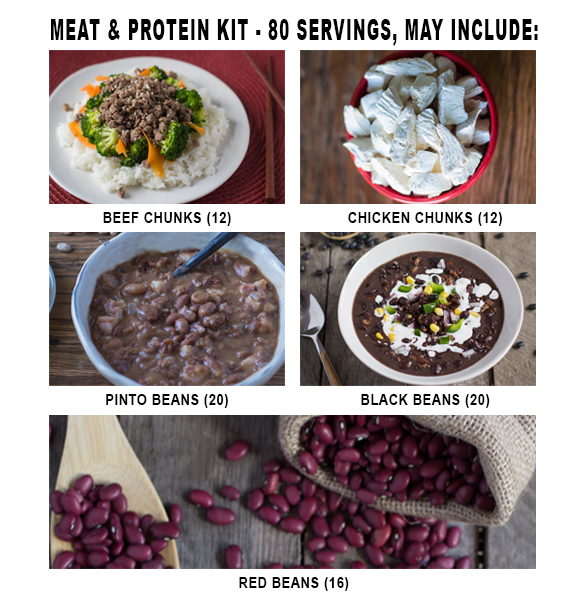 MEAT & PROTEIN KIT - 80 SERVINGS, MAY INCLUDE:
BEEF CHUNKS (12)
CHICKEN CHUNKS (12)
PINTO BEANS (20)
BLACK BEANS (20)
RED BEANS (16)